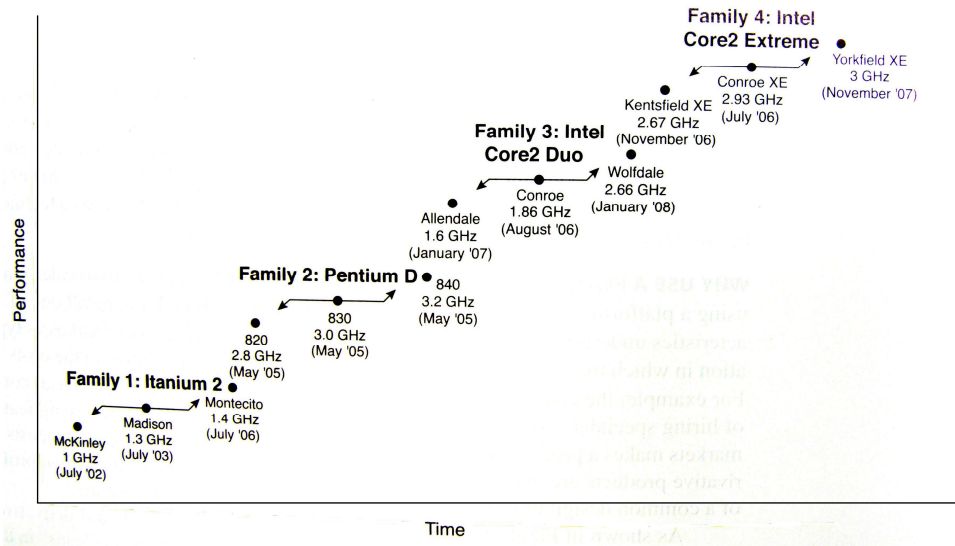 Family 4: Intel
Core2 Extreme
Yorkfield XE
3 GHz
(November '07)
Conroe XE
2.93 GHz
(July '06)
Kentsfield XE
2.67 GHz
(November '06)
Family 3: Intel
Core2 Duo
Wolfdale
2.66 GHz
(January '08)
Conroe
1.86 GHz
(August '06)
Allendale
1.6 GHz
(January '07)
Family 2: Pentium D
840
3.2 GHz
(May '05)
830
3.0 GHz
(May '05)
820
2.8 GHz
(May '05)
Family 1: Itanium 2
Montecito
1.4 GHz
(July '06)
Madison
1.3 GHz
(July '03)
McKinley
1 GHz
(July '02)
Performance
Time